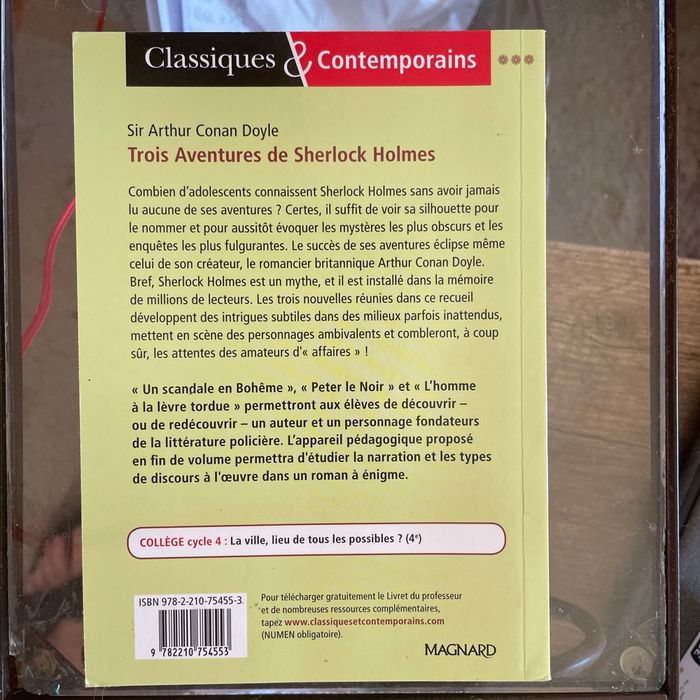 Classiques & Contemporains
Sir Arthur Conan Doyle
Trois Aventures de Sherlock Holmes
Combien d'adolescents connaissent Sherlock Holmes sans avoir jamais
lu aucune de ses aventures ? Certes, il suffit de voir sa silhouette pour
le nommer et pour aussitôt évoquer les mystères les plus obscurs et les
enquêtes les plus fulgurantes. Le succès de ses aventures éclipse même
celui de son créateur, le romancier britannique Arthur Conan Doyle.
Bref, Sherlock Holmes est un mythe, et il est installé dans la mémoire
de millions de lecteurs. Les trois nouvelles réunies dans ce recueil
développent des intrigues subtiles dans des milieux parfois inattendus,
mettent en scène des personnages ambivalents et combleront, à coup
sûr, les attentes des amateurs d'« affaires » !
« Un scandale en Bohême », « Peter le Noir » et « L'homme
à la lèvre tordue » permettront aux élèves de découvrir –
ou de redécouvrir – un auteur et un personnage fondateurs
de la littérature policière. L'appareil pédagogique proposé
en fin de volume permettra d'étudier la narration et les types
de discours à l'œuvre dans un roman à énigme.
COLLÈGE cycle 4 : La ville, lieu de tous les possibles ? (4e)
ISBN 978-2-210-75455-3
9 782210 754553
Pour télécharger gratuitement le Livret du professeur
et de nombreuses ressources complémentaires,
tapez www.classiquesetcontemporains.com
(NUMEN obligatoire).
MAGNARD